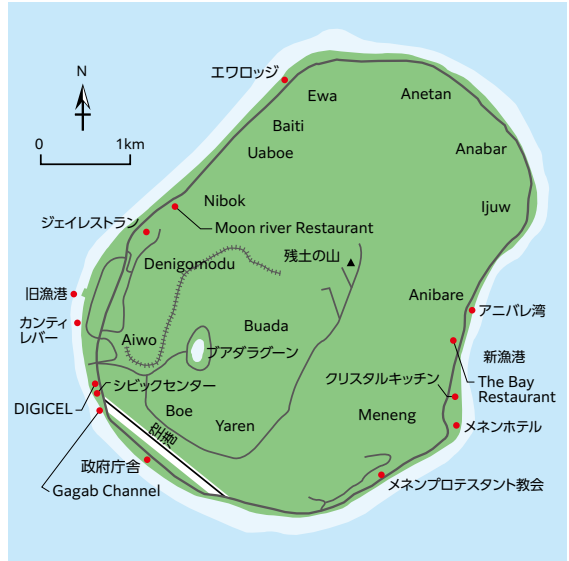 エワロッジ
N
Ewa
Anetan
0 1km
Baiti
Uaboe
Anabar
Nibok
Ijuw
ジェイレストラン
Moon river Restaurant
残土の山
Denigomodu
旧漁港
Anibare
アニバレ湾
カンティ
レバー
Buada
Aiwo
ブアダラグーン
新漁港
シビックセンター
クリスタルキッチン
The Bay
Restaurant
DIGICEL
Boe
Yaren
Meneng
メネンホテル
空港
政府庁舎
Gagab Channel
メネンプロテスタント教会